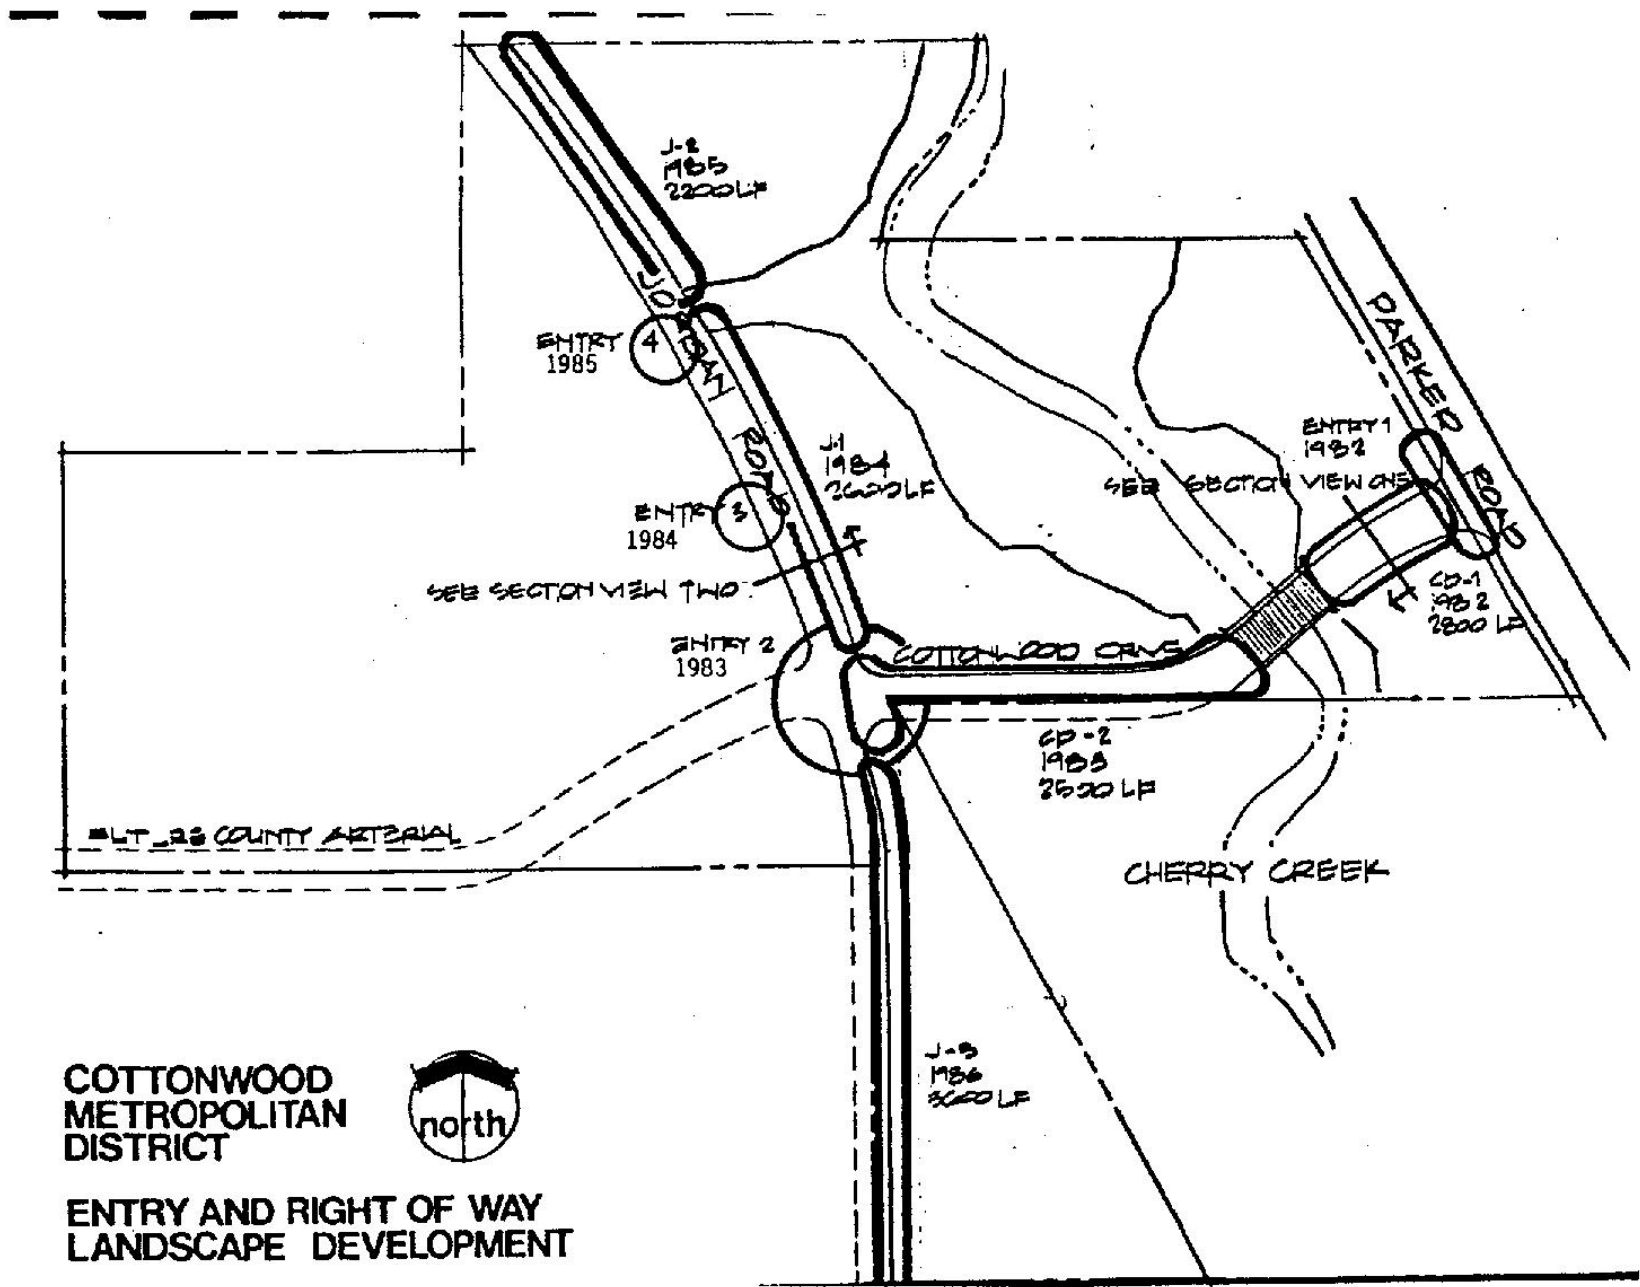 J-2
1985
2200 LF
JORDAN ROAD
ENTRY
1985
4
PARKER ROAD
ENTRY 1
1982
SEE SECTION VIEW ONE
J-1
1984
2600 LF
ENTRY
1984
3
SEE SECTION VIEW TWO
CD-1
1982
2800 LF
ENTRY 2
1983
COTTONWOOD DRIVE
CD-2
1983
2500 LF
COUNTY ARTERIAL
CHERRY CREEK
1986
3600 LF
COTTONWOOD
METROPOLITAN
DISTRICT
north
ENTRY AND RIGHT OF WAY
LANDSCAPE DEVELOPMENT